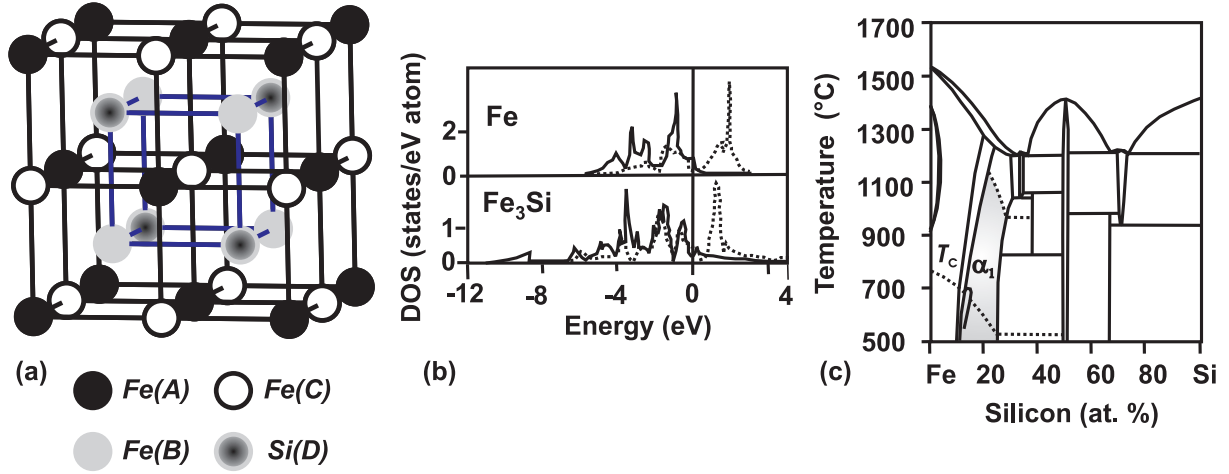 (a)
Fe(A)
Fe(C)
Fe(B)
Si(D)
DOS (states/eV atom)
Fe
2
0
Fe₃Si
1
0
-12
-8
-4
0
4
Energy (eV)
(b)
Temperature (°C)
1700
1500
1300
1100
900
700
500
T_C
α₁
Fe
20
40
60
80
Si
Silicon (at. %)
(c)